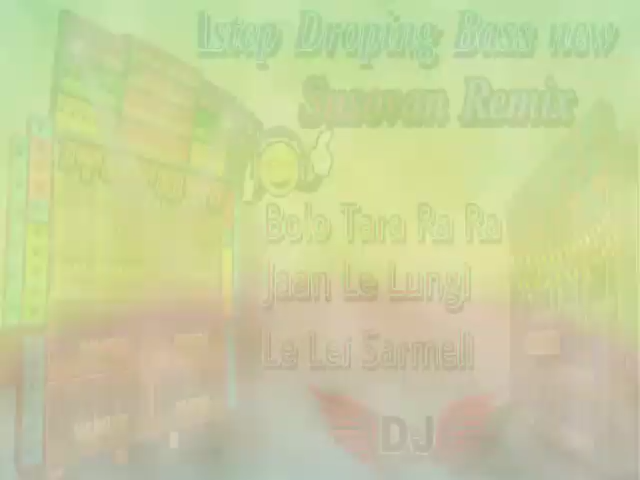 1step Droping Bass now
Susovan Remix
Bolo Tara Ra Ra
Jaan Le Lungi
Le Lei Sarmeli
DJ